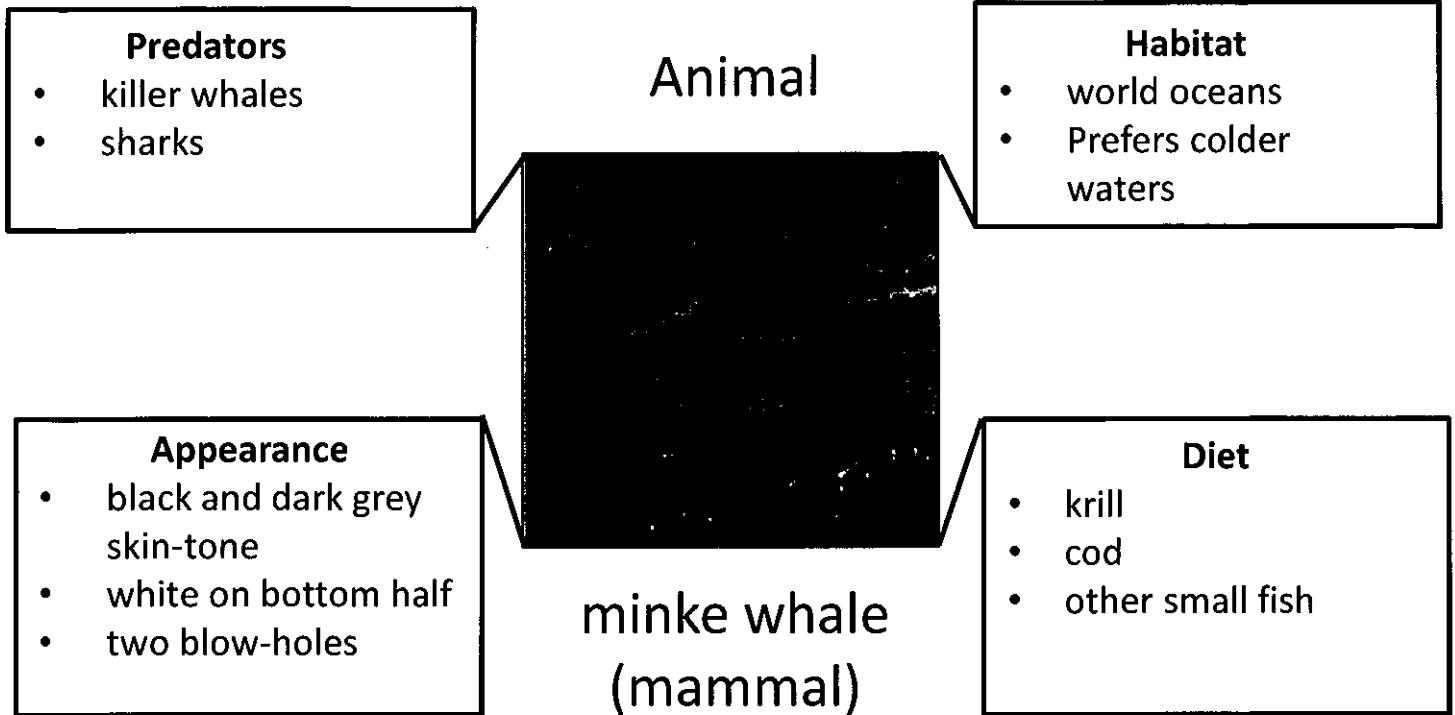 Predators
• killer whales
• sharks
Animal
Habitat
• world oceans
• Prefers colder
waters
Appearance
• black and dark grey
skin-tone
• white on bottom half
• two blow-holes
minke whale
(mammal)
Diet
• krill
• cod
• other small fish